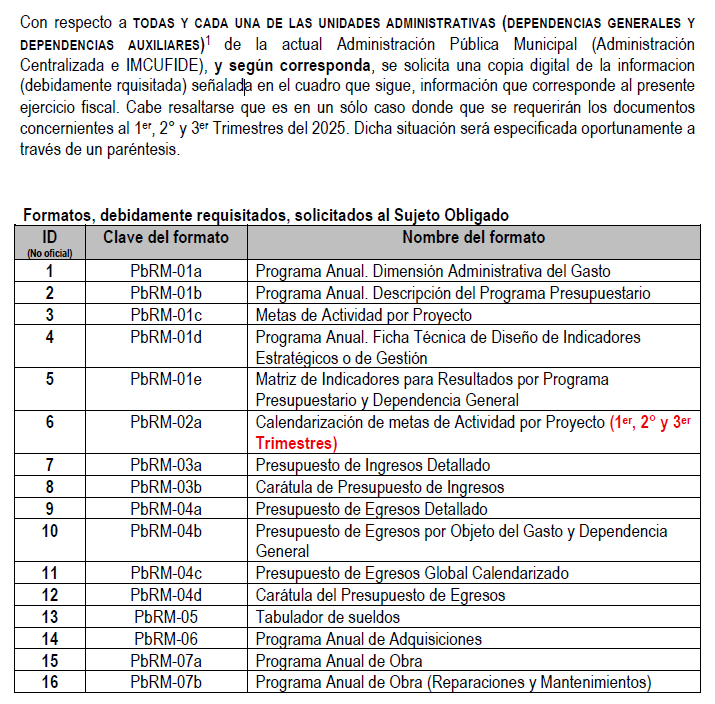 Con respecto a TODAS Y CADA UNA DE LAS UNIDADES ADMINISTRATIVAS (DEPENDENCIAS GENERALES Y
DEPENDENCIAS AUXILIARES)1 de la actual Administración Pública Municipal (Administración
Centralizada e IMCUFIDE), y según corresponda, se solicita una copia digital de la informacion
(debidamente rquisitada) señalada en el cuadro que sigue, información que corresponde al presente
ejercicio fiscal. Cabe resaltarse que es en un sólo caso donde que se requerirán los documentos
concernientes al 1er, 2° y 3er Trimestres del 2025. Dicha situación será especificada oportunamente a
través de un paréntesis.
Formatos, debidamente requisitados, solicitados al Sujeto Obligado
ID Clave del formato Nombre del formato
(No oficial)
1 PbRM-01a Programa Anual. Dimensión Administrativa del Gasto
2 PbRM-01b Programa Anual. Descripción del Programa Presupuestario
3 PbRM-01c Metas de Actividad por Proyecto
4 PbRM-01d Programa Anual. Ficha Técnica de Diseño de Indicadores
Estratégicos o de Gestión
5 PbRM-01e Matriz de Indicadores para Resultados por Programa
Presupuestario y Dependencia General
6 PbRM-02a Calendarización de metas de Actividad por Proyecto (1er, 2° y 3er
Trimestres)
7 PbRM-03a Presupuesto de Ingresos Detallado
8 PbRM-03b Carátula de Presupuesto de Ingresos
9 PbRM-04a Presupuesto de Egresos Detallado
10 PbRM-04b Presupuesto de Egresos por Objeto del Gasto y Dependencia
General
11 PbRM-04c Presupuesto de Egresos Global Calendarizado
12 PbRM-04d Carátula del Presupuesto de Egresos
13 PbRM-05 Tabulador de sueldos
14 PbRM-06 Programa Anual de Adquisiciones
15 PbRM-07a Programa Anual de Obra
16 PbRM-07b Programa Anual de Obra (Reparaciones y Mantenimientos)